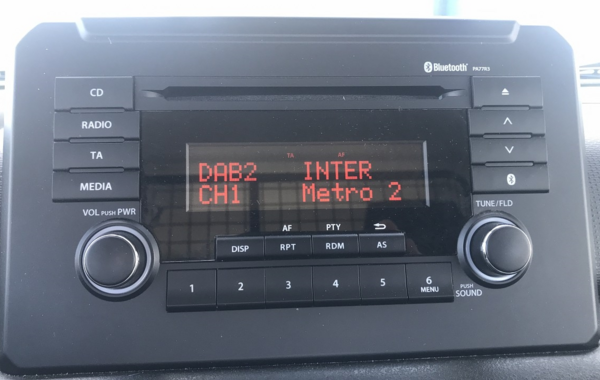 Bluetooth PA77R3
CD
RADIO
TA
MEDIA
TA AF
DAB2 INTER
CH1 Metro 2
VOL PUSH PWR
TUNE/FLD
AF PTY
DISP RPT RDM AS
1 2 3 4 5 6
MENU
PUSH
SOUND